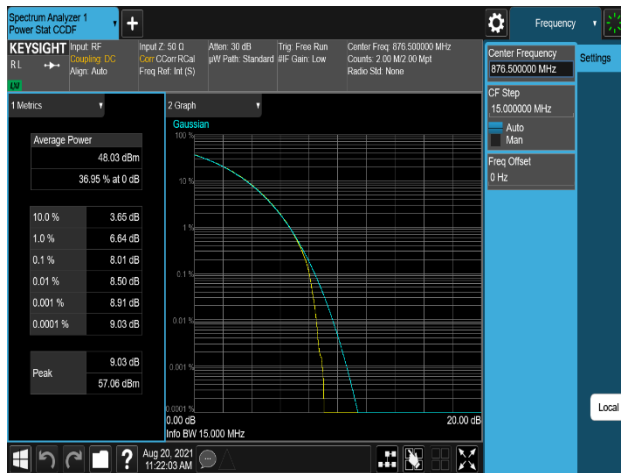 Spectrum Analyzer 1
Power Stat CCDF
Frequency
KEYSIGHT
Input: RF
Coupling: DC
Align: Auto
Input Z: 50 Ω
Corr CCorr RCal
Freq Ref: Int (S)
Atten: 30 dB
µW Path: Standard
Trig: Free Run
#IF Gain: Low
Center Freq: 876.500000 MHz
Counts: 2.00 M/2.00 Mpt
Radio Std: None
R L
Center Frequency
876.500000 MHz
Settings
CF Step
15.000000 MHz
Auto
Man
Freq Offset
0 Hz
1 Metrics
Average Power
48.03 dBm
36.95 % at 0 dB
10.0 % 3.65 dB
1.0 % 6.64 dB
0.1 % 8.01 dB
0.01 % 8.50 dB
0.001 % 8.91 dB
0.0001 % 9.03 dB
Peak
9.03 dB
57.06 dBm
2 Graph
Gaussian
100 %
10 %
1 %
0.1 %
0.01 %
0.001 %
0.0001 %
0.00 dB
20.00 dB
Info BW 15.000 MHz
Local
?
Aug 20, 2021
11:22:03 AM